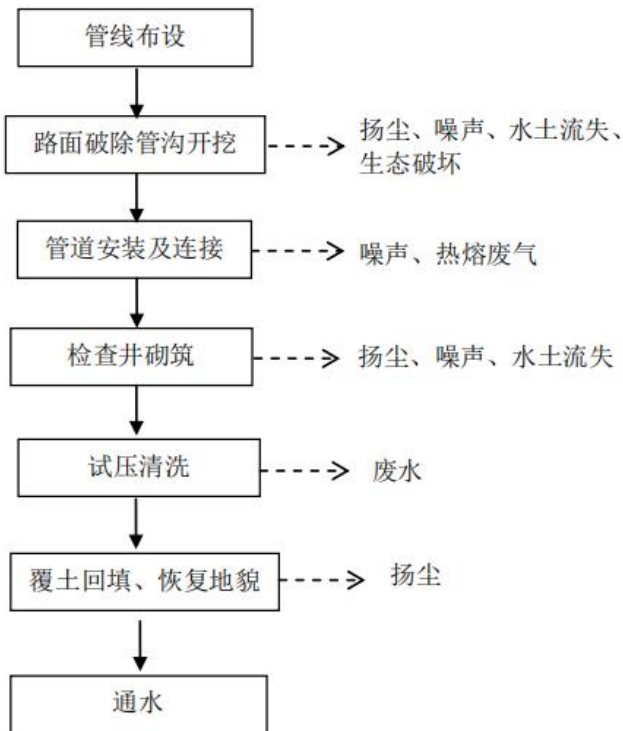 管线布设
路面破除管沟开挖
扬尘、噪声、水土流失、
生态破坏
管道安装及连接
噪声、热熔废气
检查井砌筑
扬尘、噪声、水土流失
试压清洗
废水
覆土回填、恢复地貌
扬尘
通水